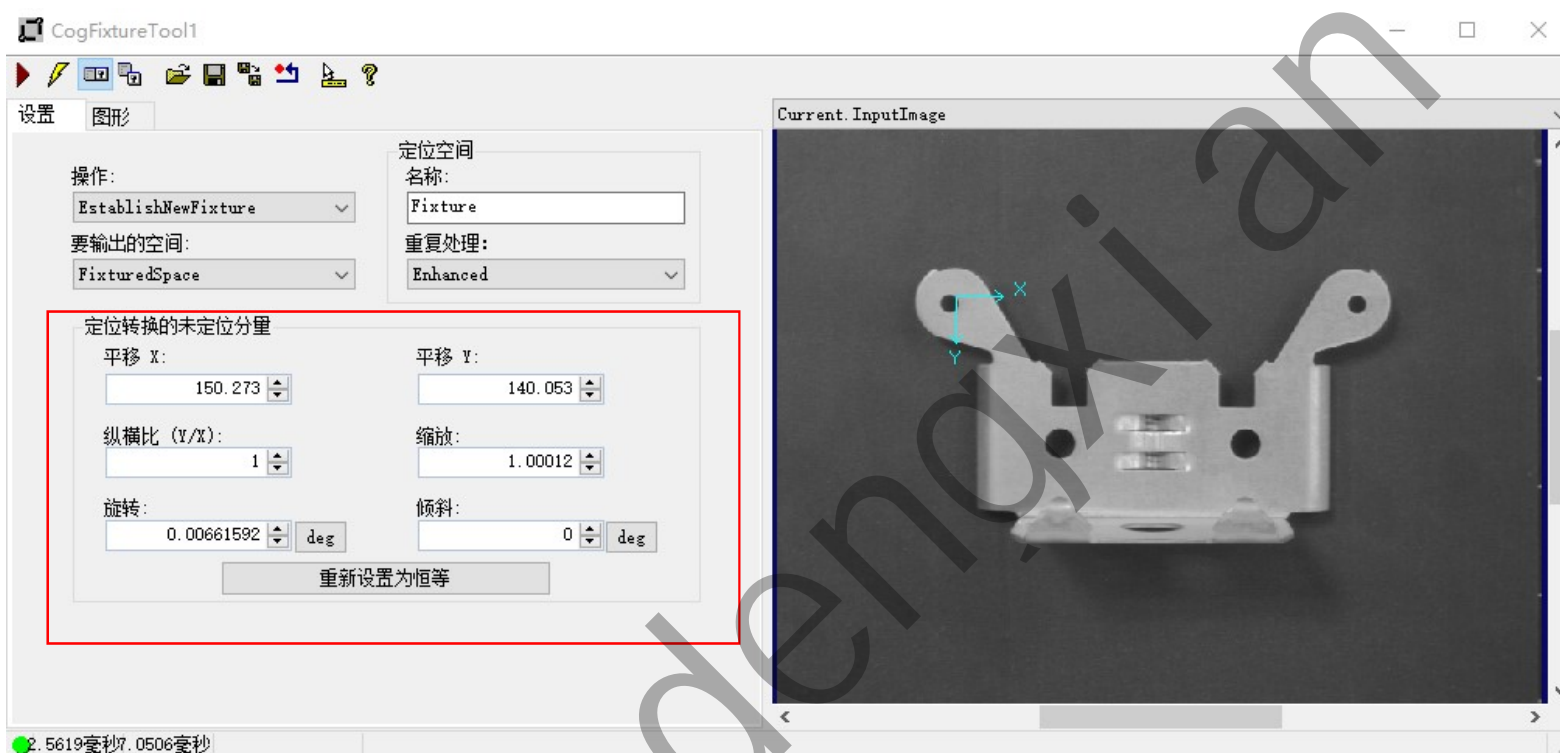 CogFixtureTool1
设置 图形
Current.InputImage
定位空间
操作: 名称:
EstablishNewFixture Fixture
要输出的空间: 重复处理:
FixturedSpace Enhanced
定位转换的未定位分量
平移 X: 平移 Y:
150.273 140.053
纵横比 (Y/X): 缩放:
1 1.00012
旋转: 倾斜:
0.00661592 deg 0 deg
重新设置为恒等
X
Y
2.5619毫秒7.0506毫秒
dengxian